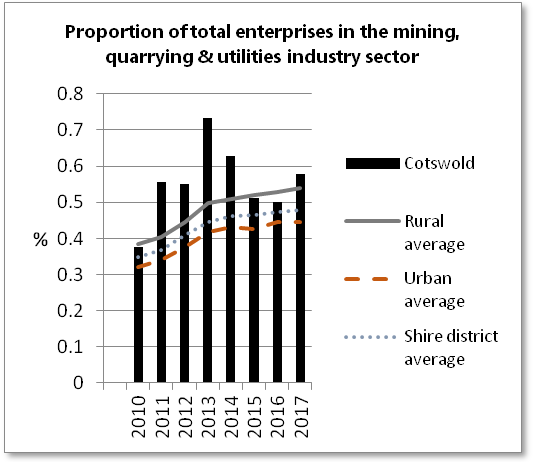 Proportion of total enterprises in the mining,
quarrying & utilities industry sector
0.8
0.7
0.6
0.5
0.4
0.3
0.2
0.1
0
%
2010
2011
2012
2013
2014
2015
2016
2017
Cotswold
Rural
average
Urban
average
Shire district
average